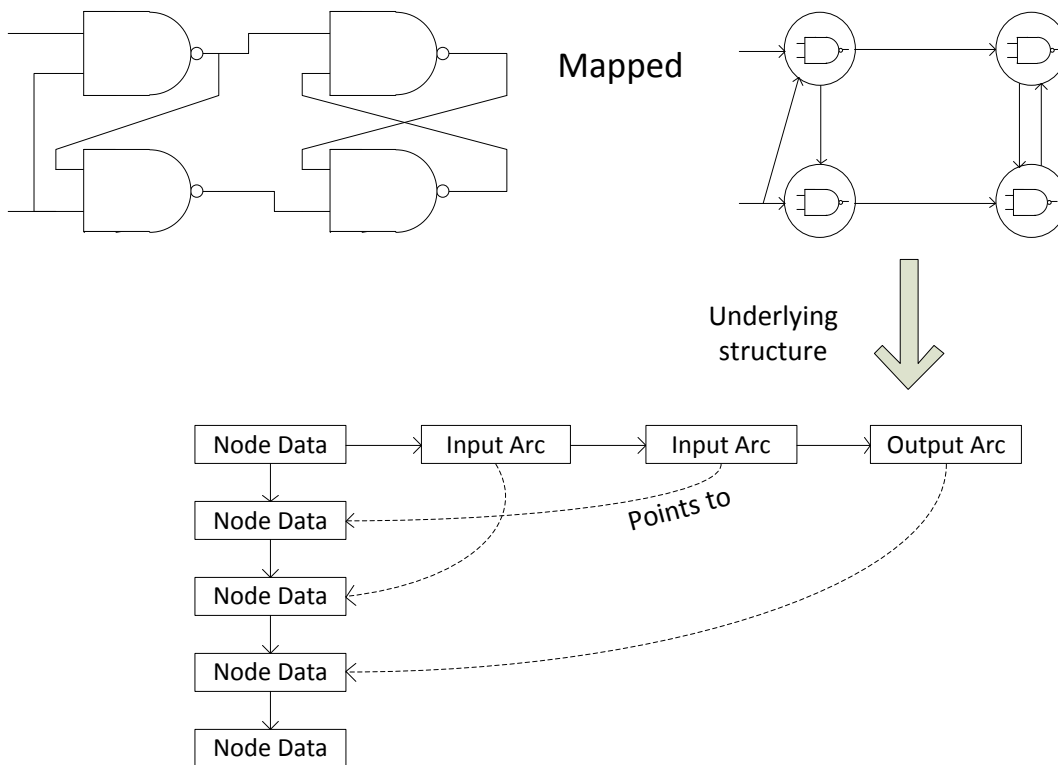 Mapped
Underlying
structure
Node Data
Input Arc
Input Arc
Output Arc
Node Data
Points to
Node Data
Node Data
Node Data